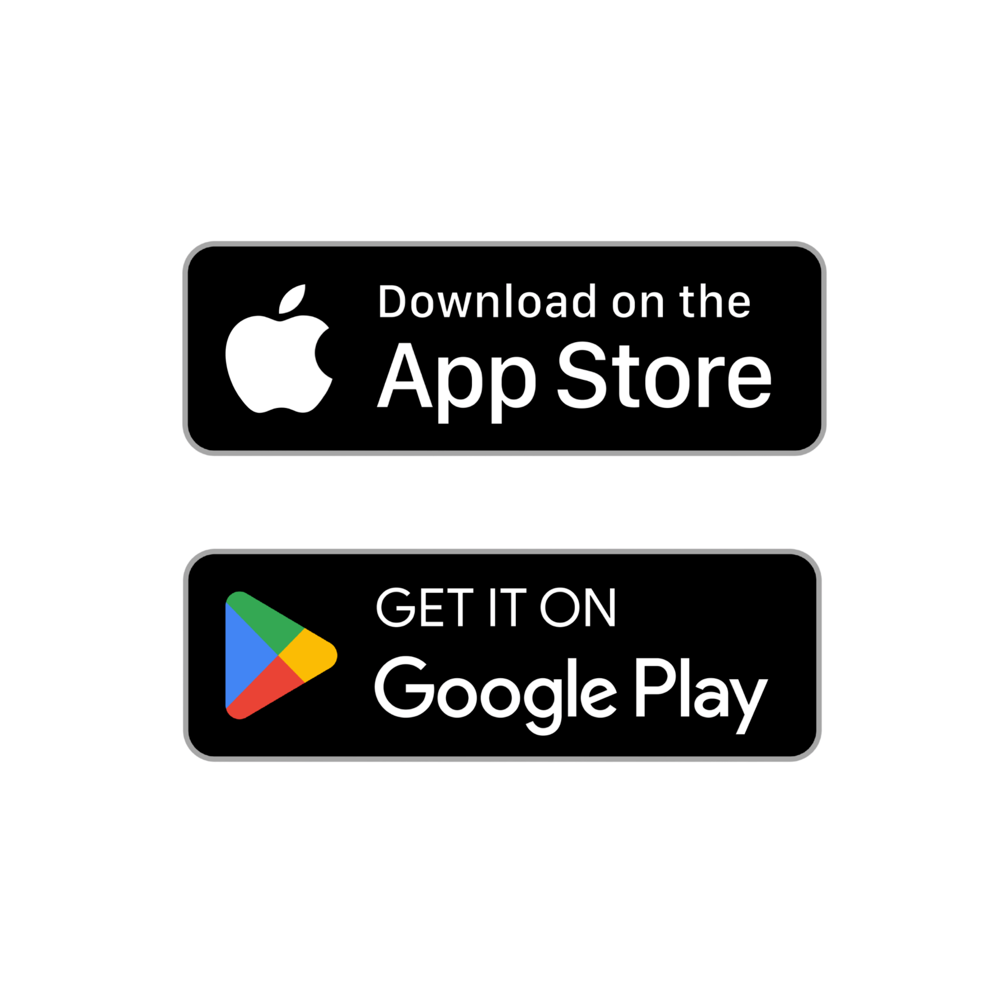 Download on the
App Store
GET IT ON
Google Play